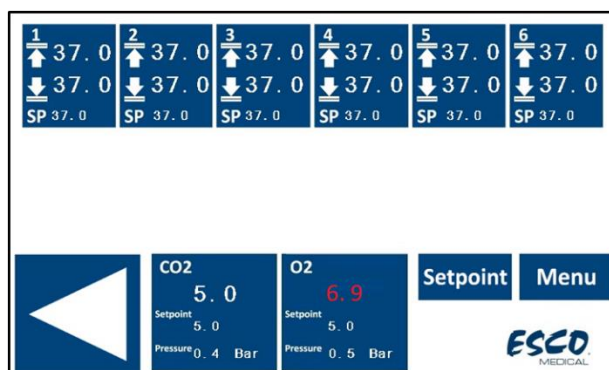 1 2 3 4 5 6
37.0 37.0 37.0 37.0 37.0 37.0
37.0 37.0 37.0 37.0 37.0 37.0
SP 37.0 SP 37.0 SP 37.0 SP 37.0 SP 37.0 SP 37.0
CO2
5.0
Setpoint
5.0
Pressure 0.4 Bar
O2
6.9
Setpoint
5.0
Pressure 0.5 Bar
Setpoint
Menu
ESCO
MEDICAL